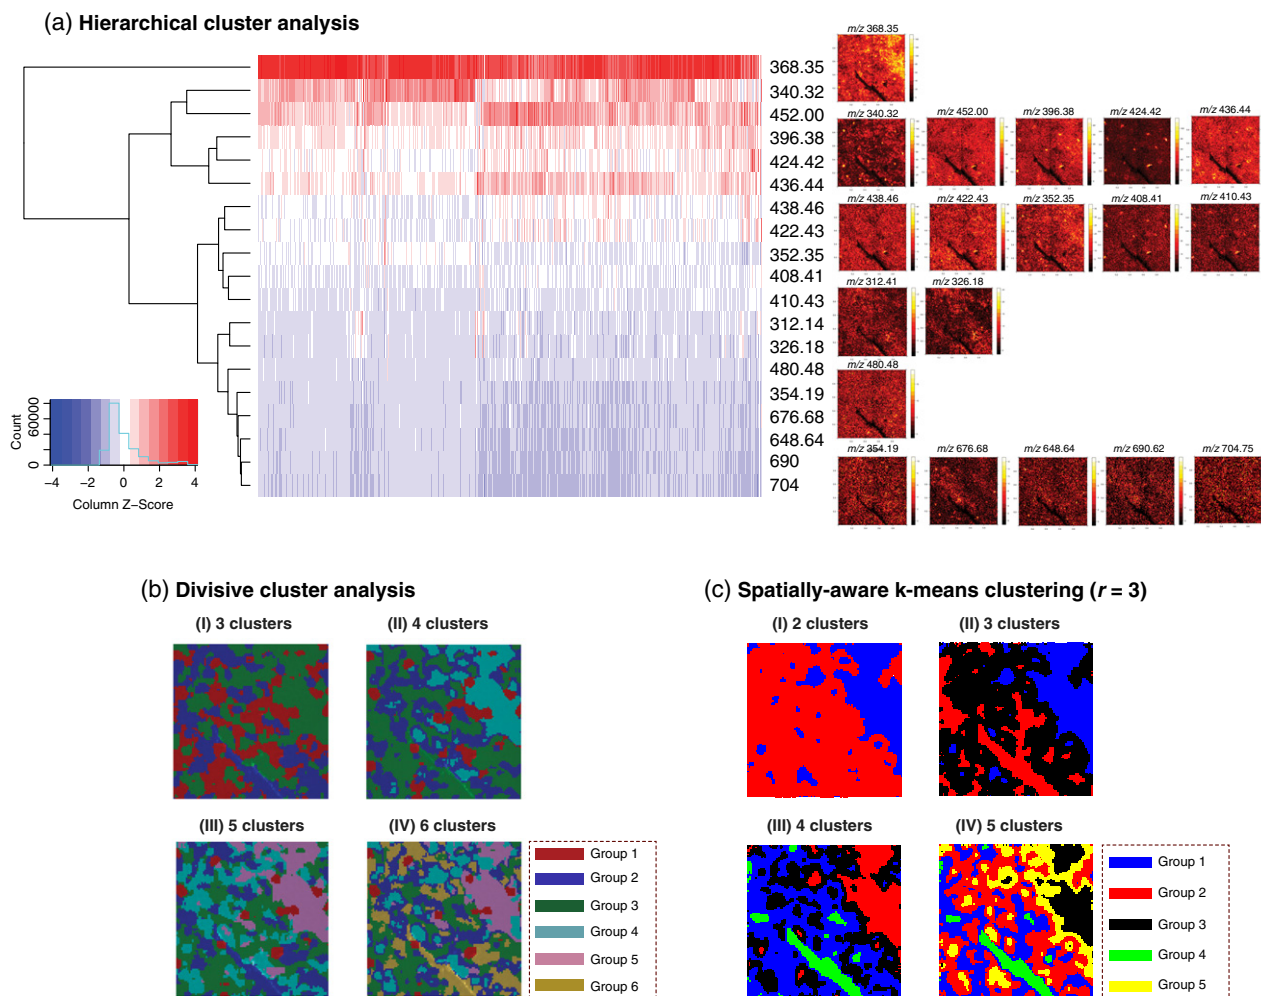 (a) Hierarchical cluster analysis
368.35
340.32
452.00
396.38
424.42
436.44
438.46
422.43
352.35
408.41
410.43
312.14
326.18
480.48
354.19
676.68
648.64
690
704
Count
60000
0
−4 −2 0 2 4
Column Z−Score
m/z 368.35
m/z 340.32 m/z 452.00 m/z 396.38 m/z 424.42 m/z 436.44
m/z 438.46 m/z 422.43 m/z 352.35 m/z 408.41 m/z 410.43
m/z 312.41 m/z 326.18
m/z 480.48
m/z 354.19 m/z 676.68 m/z 648.64 m/z 690.62 m/z 704.75
(b) Divisive cluster analysis
(I) 3 clusters (II) 4 clusters
(III) 5 clusters (IV) 6 clusters
Group 1
Group 2
Group 3
Group 4
Group 5
Group 6
(c) Spatially-aware k-means clustering (r = 3)
(I) 2 clusters (II) 3 clusters
(III) 4 clusters (IV) 5 clusters
Group 1
Group 2
Group 3
Group 4
Group 5